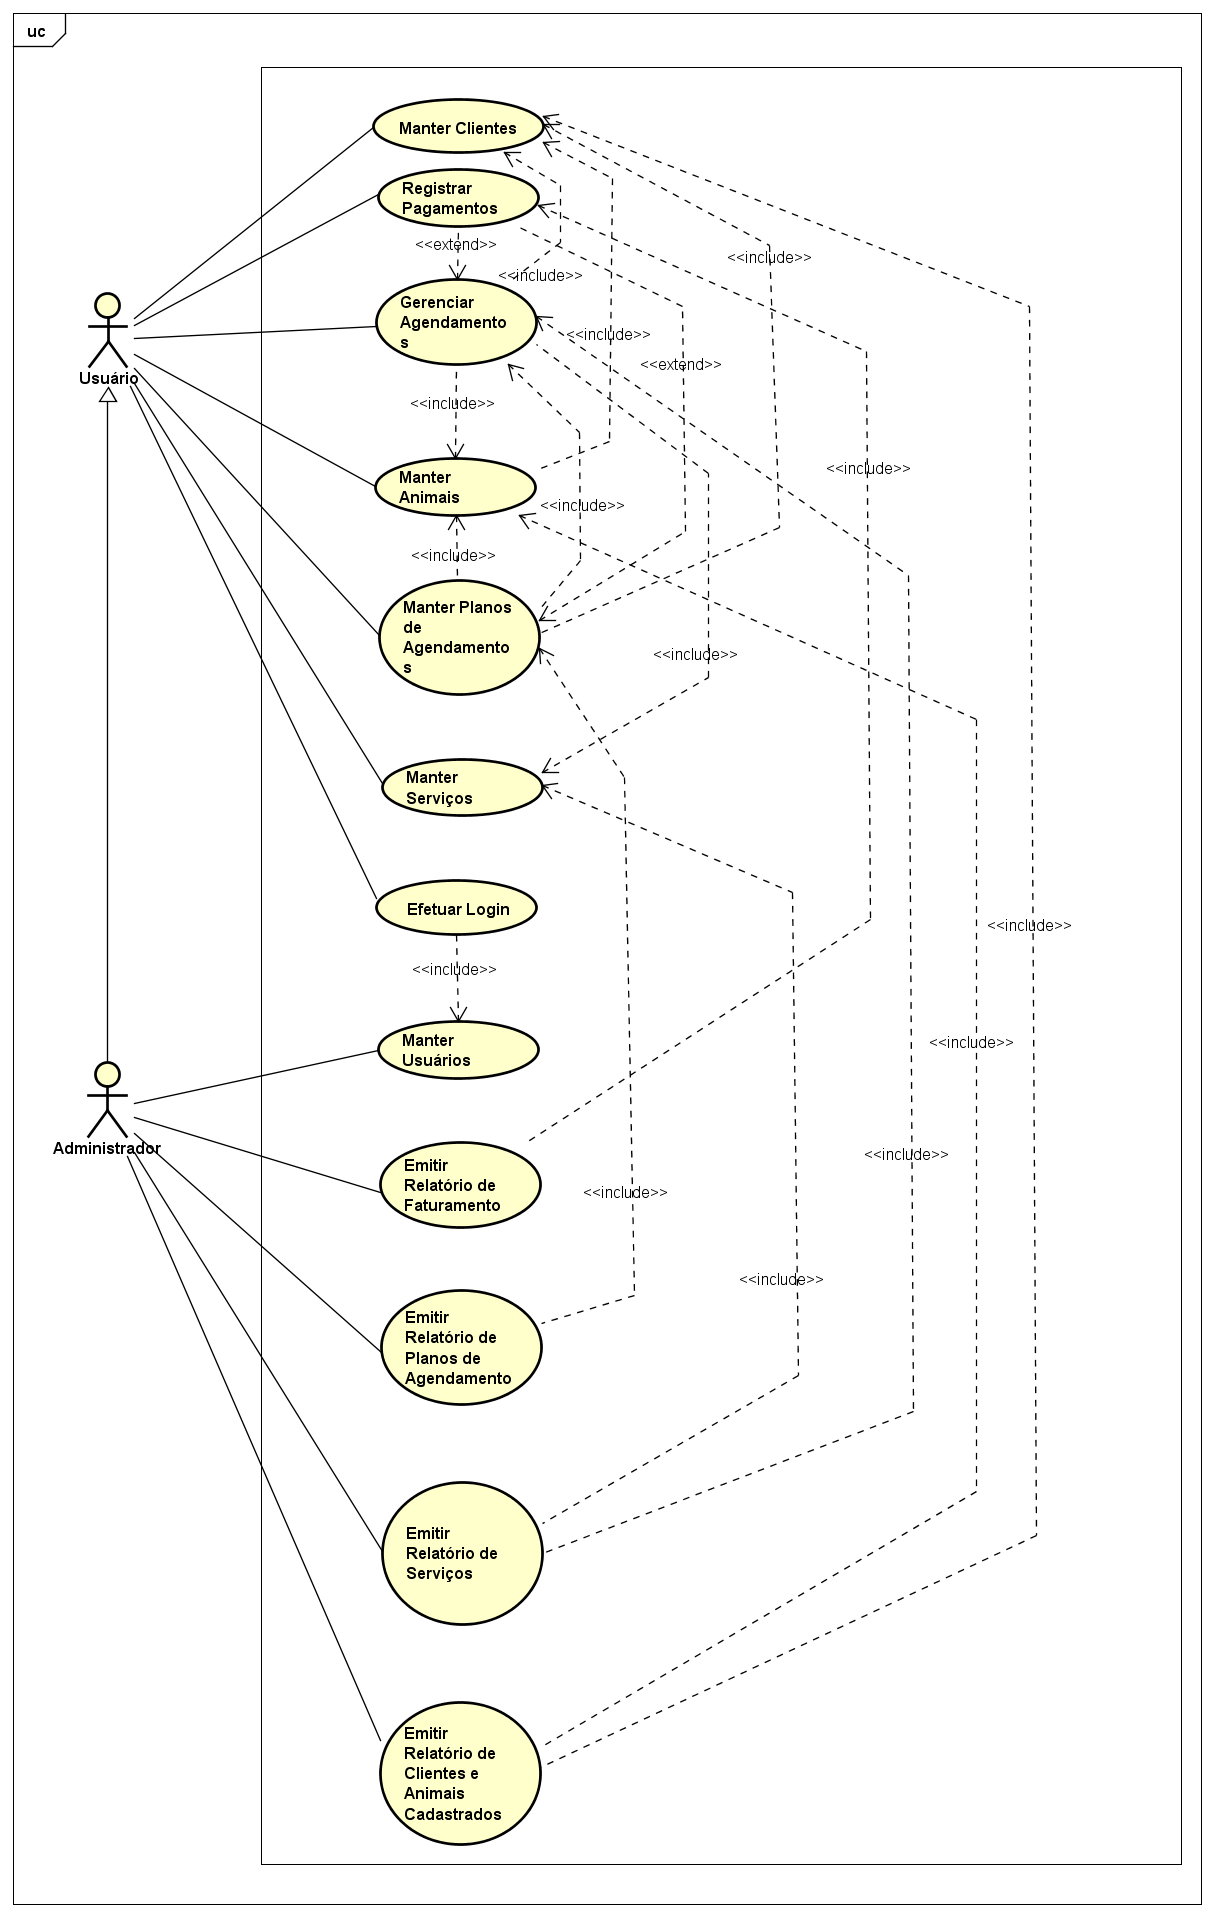 uc
Manter Clientes
Registrar
Pagamentos
<<extend>>
<<include>>
<<include>>
Gerenciar
Agendamento
s
<<include>>
<<extend>>
Usuário
<<include>>
<<include>>
Manter
Animais
<<include>>
<<include>>
Manter Planos
de
Agendamento
s
<<include>>
Manter
Serviços
Efetuar Login
<<include>>
<<include>>
Manter
Usuários
<<include>>
Administrador
<<include>>
Emitir
Relatório de
Faturamento
<<include>>
<<include>>
Emitir
Relatório de
Planos de
Agendamento
Emitir
Relatório de
Serviços
Emitir
Relatório de
Clientes e
Animais
Cadastrados